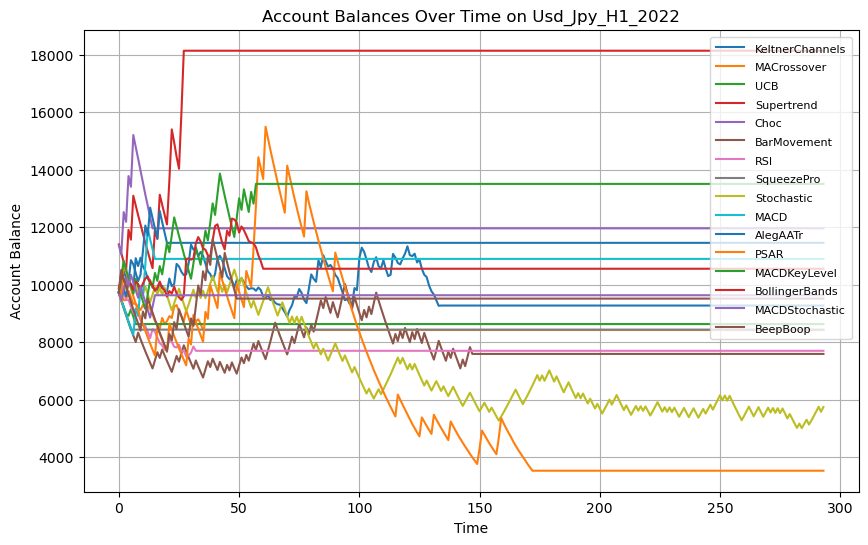 Account Balances Over Time on Usd_Jpy_H1_2022
Account Balance
18000
16000
14000
12000
10000
8000
6000
4000
KeltnerChannels
MACrossover
UCB
Supertrend
Choc
BarMovement
RSI
SqueezePro
Stochastic
MACD
AlegAATr
PSAR
MACDKeyLevel
BollingerBands
MACDStochastic
BeepBoop
0 50 100 150 200 250 300
Time